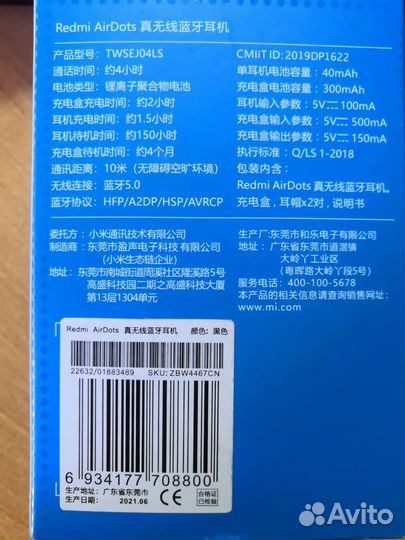 Redmi AirDots 真无线蓝牙耳机
产品型号：TWSEJ04LS
通话时间：约4小时
电池类型：锂离子聚合物电池
充电盒充电时间：约2小时
耳机充电时间：约1.5小时
耳机待机时间：约150小时
充电盒待机时间：约4个月
通讯距离：10米（无障碍空旷环境）
无线连接：蓝牙5.0
蓝牙协议：HFP/A2DP/HSP/AVRCP
CMIIT ID: 2019DP1622
单耳机电池容量：40mAh
充电盒电池容量：300mAh
耳机输入参数：5V⎓100mA
充电盒输入参数：5V⎓500mA
充电盒输出参数：5V⎓150mA
执行标准：Q/LS 1-2018
包装内含：
Redmi AirDots 真无线蓝牙耳机、
充电盒，耳帽x2对，说明书
委托方：小米通讯技术有限公司
制造商：东莞市盈声电子科技有限公司
（小米生态链企业）
地址：东莞市南城街道周溪社区隆溪路5号
高盛科技园二期之高盛科技大厦
第13层1304单元
生产厂：东莞市和乐电子有限公司
地址：广东省东莞市道滘镇
大岭丫工业区
（粤晖路大岭丫段5号）
服务电话：400-100-5678
产品详细信息请查询销售网站：
www.mi.com
Redmi AirDots 真无线蓝牙耳机 颜色：黑色
22632/01883489 SKU: ZBW4467CN
6 934177 708800
生产地址：广东省东莞市
生产日期：2021.06
CE
合格证
已检验
Avito